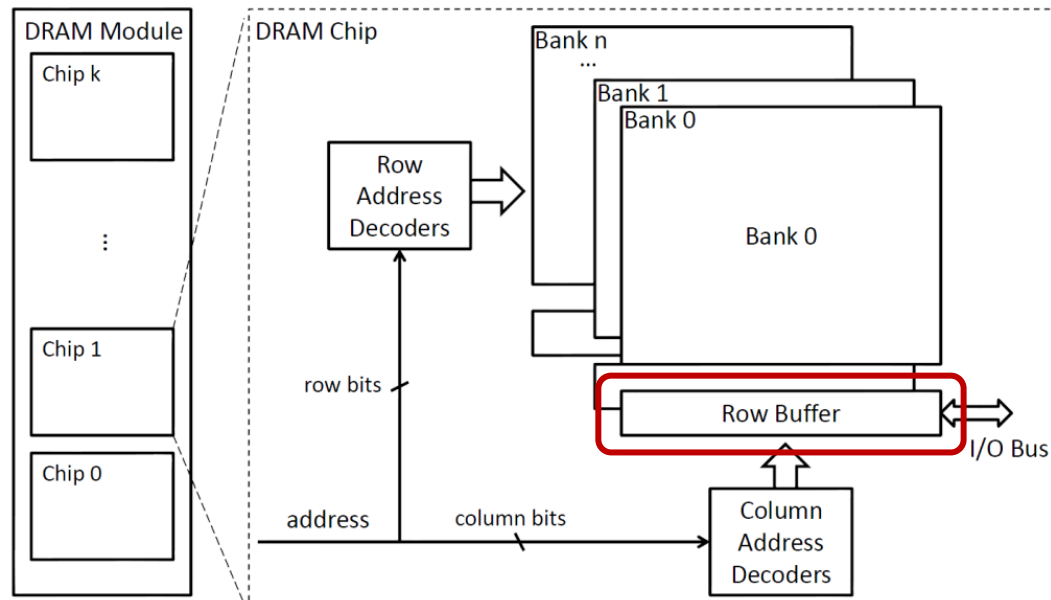 DRAM Module
Chip k
...
Chip 1
Chip 0
DRAM Chip
Bank n
...
Bank 1
Bank 0
Bank 0
Row
Address
Decoders
row bits
Row Buffer
I/O Bus
address
column bits
Column
Address
Decoders